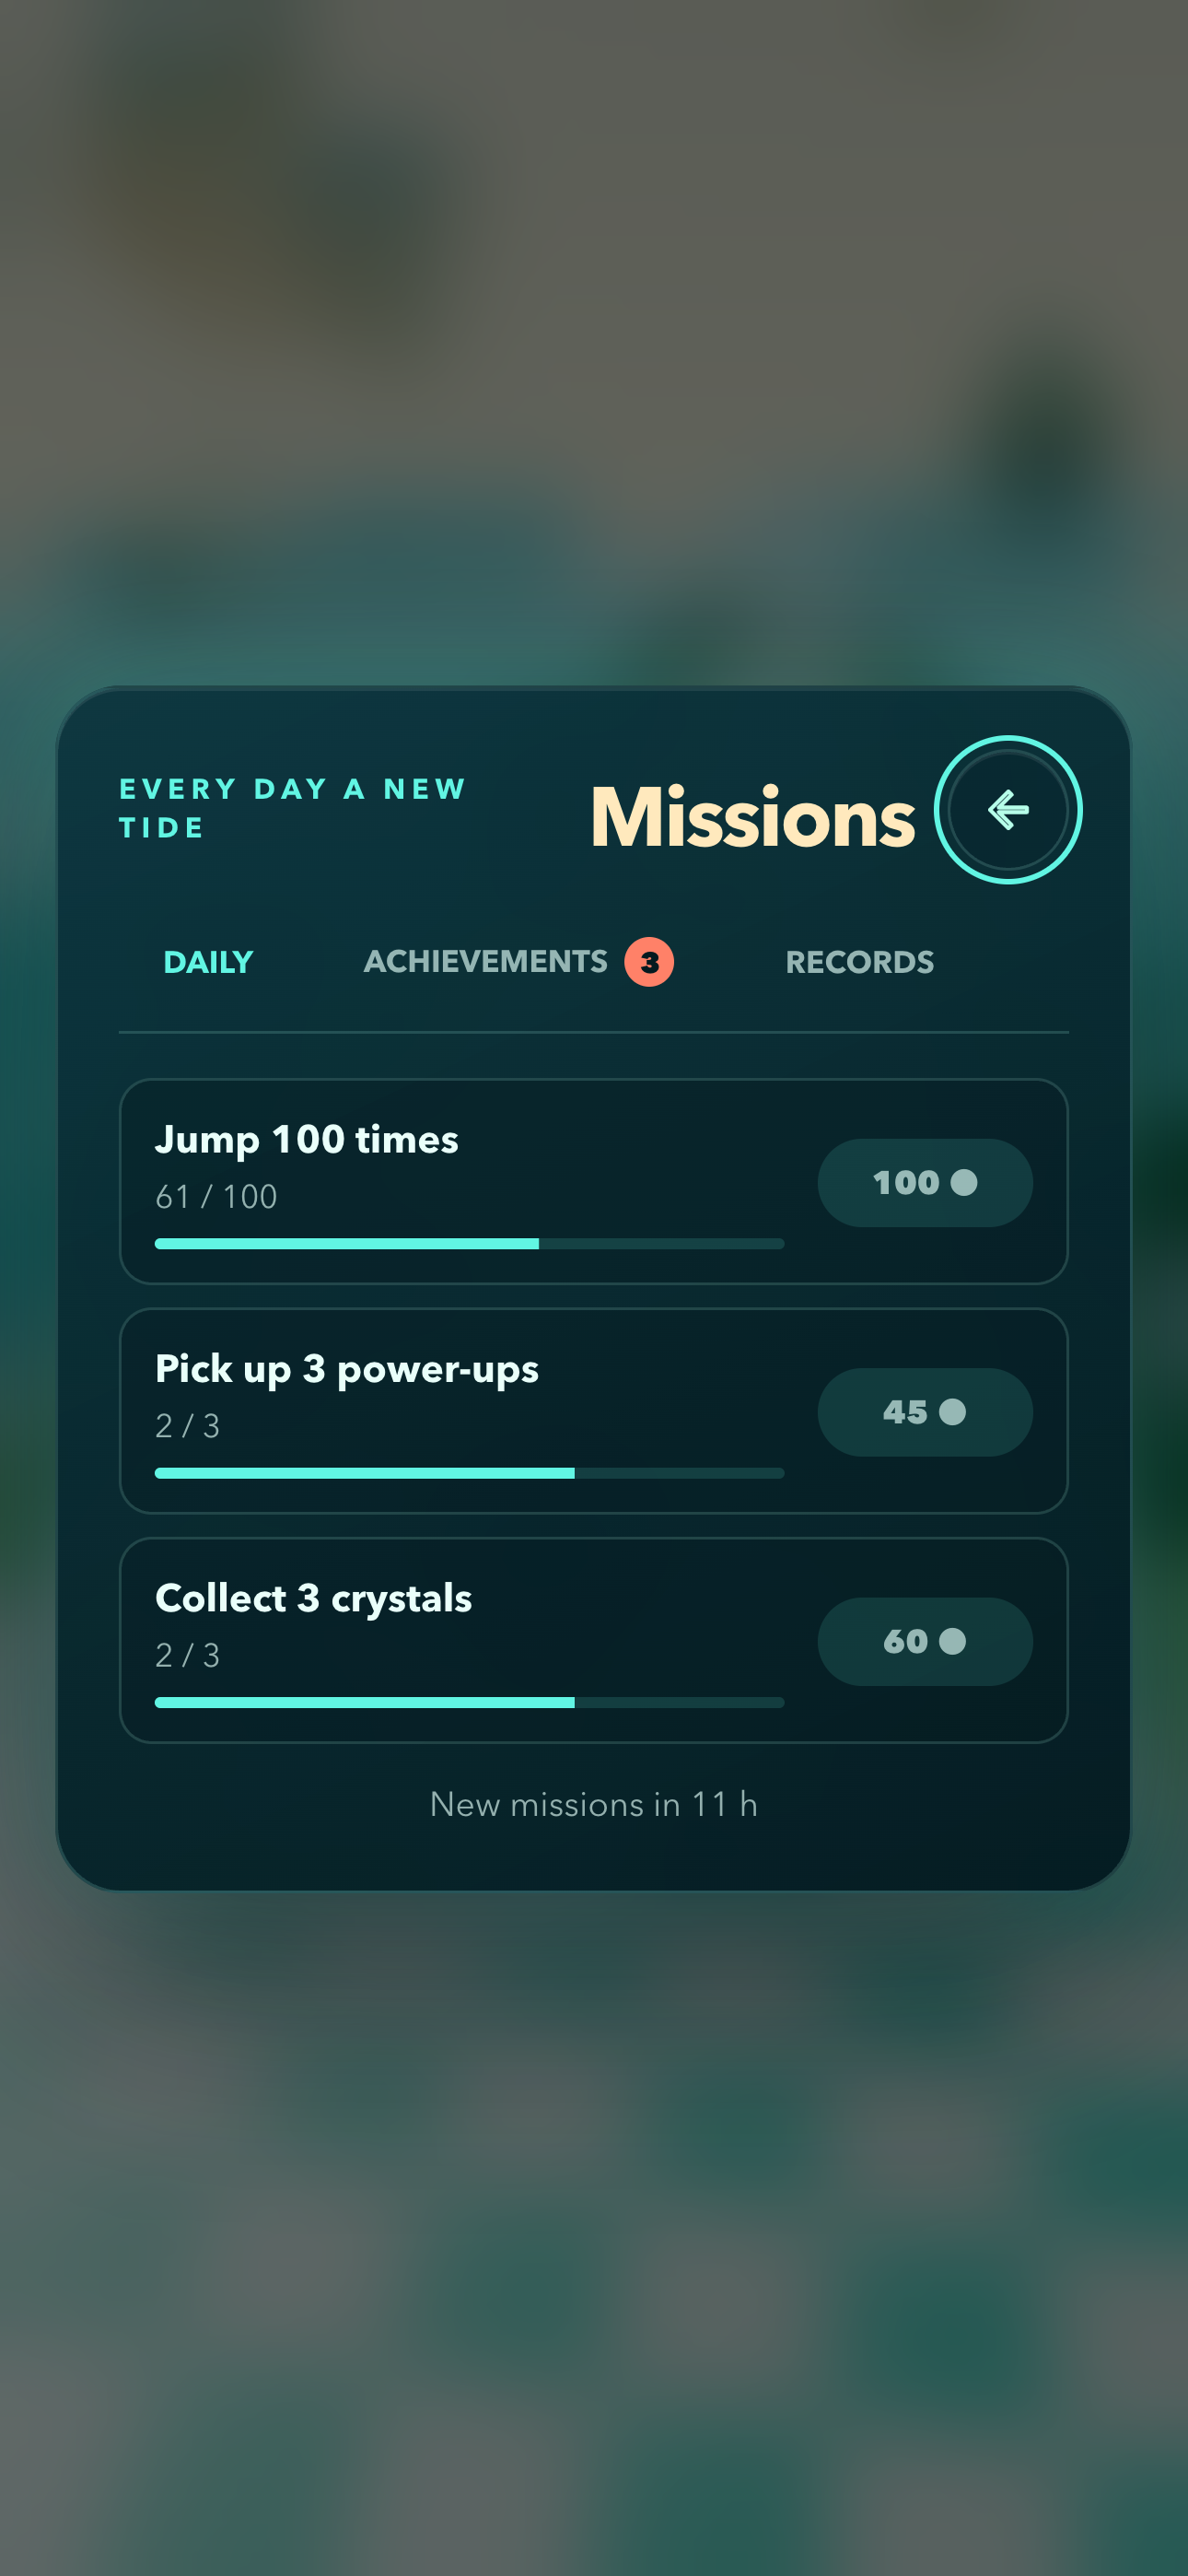 EVERY DAY A NEW
TIDE
Missions
DAILY
ACHIEVEMENTS 3
RECORDS
Jump 100 times
61 / 100
100
Pick up 3 power-ups
2 / 3
45
Collect 3 crystals
2 / 3
60
New missions in 11 h